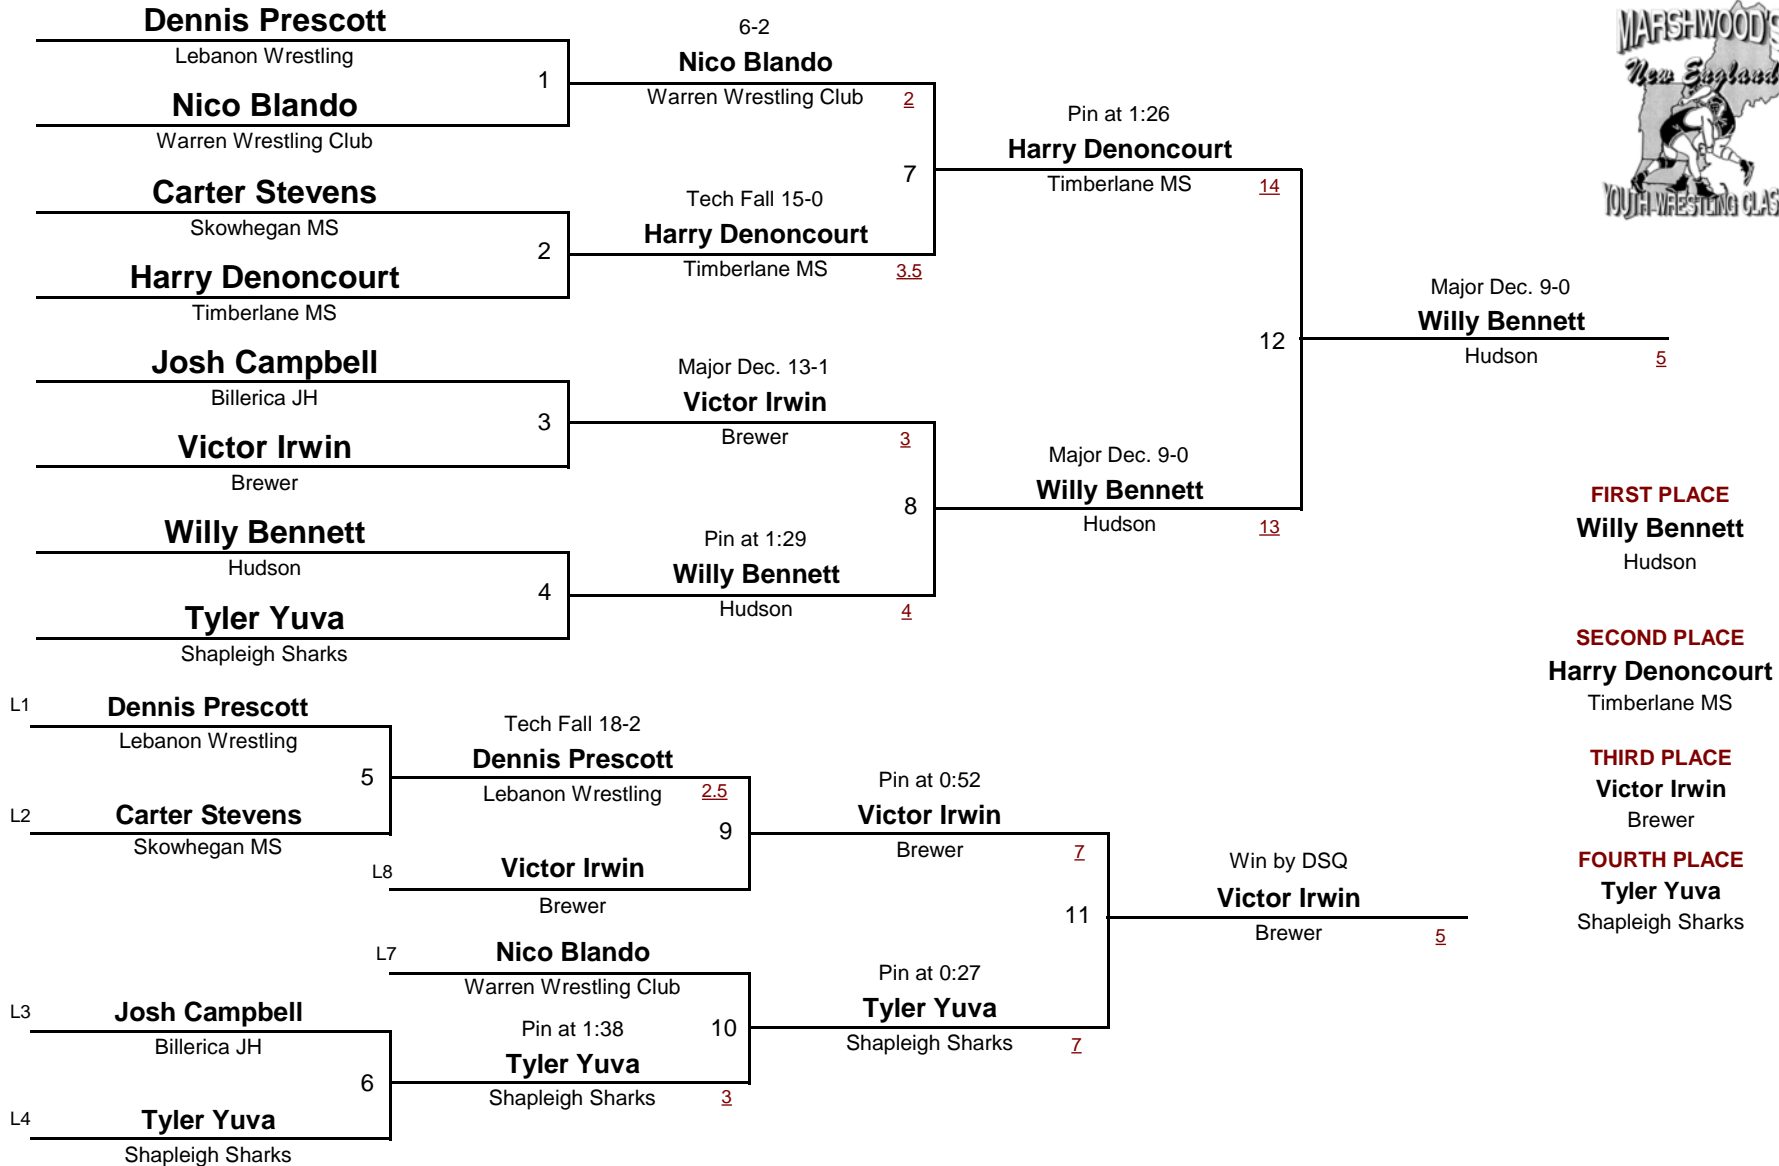 Dennis Prescott
Lebanon Wrestling
1
Nico Blando
Warren Wrestling Club
Carter Stevens
Skowhegan MS
2
Harry Denoncourt
Timberlane MS
Josh Campbell
Billerica JH
3
Victor Irwin
Brewer
Willy Bennett
Hudson
4
Tyler Yuva
Shapleigh Sharks
6-2
Nico Blando
Warren Wrestling Club 2
7
Tech Fall 15-0
Harry Denoncourt
Timberlane MS 3.5
Major Dec. 13-1
Victor Irwin
Brewer 3
8
Pin at 1:29
Willy Bennett
Hudson 4
Pin at 1:26
Harry Denoncourt
Timberlane MS 14
12
Major Dec. 9-0
Willy Bennett
Hudson 13
Major Dec. 9-0
Willy Bennett
Hudson 5
MARSHWOOD'S
New England
YOUTH WRESTLING CLAS
FIRST PLACE
Willy Bennett
Hudson
SECOND PLACE
Harry Denoncourt
Timberlane MS
THIRD PLACE
Victor Irwin
Brewer
FOURTH PLACE
Tyler Yuva
Shapleigh Sharks
L1 Dennis Prescott
Lebanon Wrestling
5
L2 Carter Stevens
Skowhegan MS
Tech Fall 18-2
Dennis Prescott
Lebanon Wrestling 2.5
9
L8 Victor Irwin
Brewer
L7 Nico Blando
Warren Wrestling Club
10
Pin at 1:38
Tyler Yuva
Shapleigh Sharks 3
L3 Josh Campbell
Billerica JH
6
L4 Tyler Yuva
Shapleigh Sharks
Pin at 0:52
Victor Irwin
Brewer 7
11
Pin at 0:27
Tyler Yuva
Shapleigh Sharks 7
Win by DSQ
Victor Irwin
Brewer 5